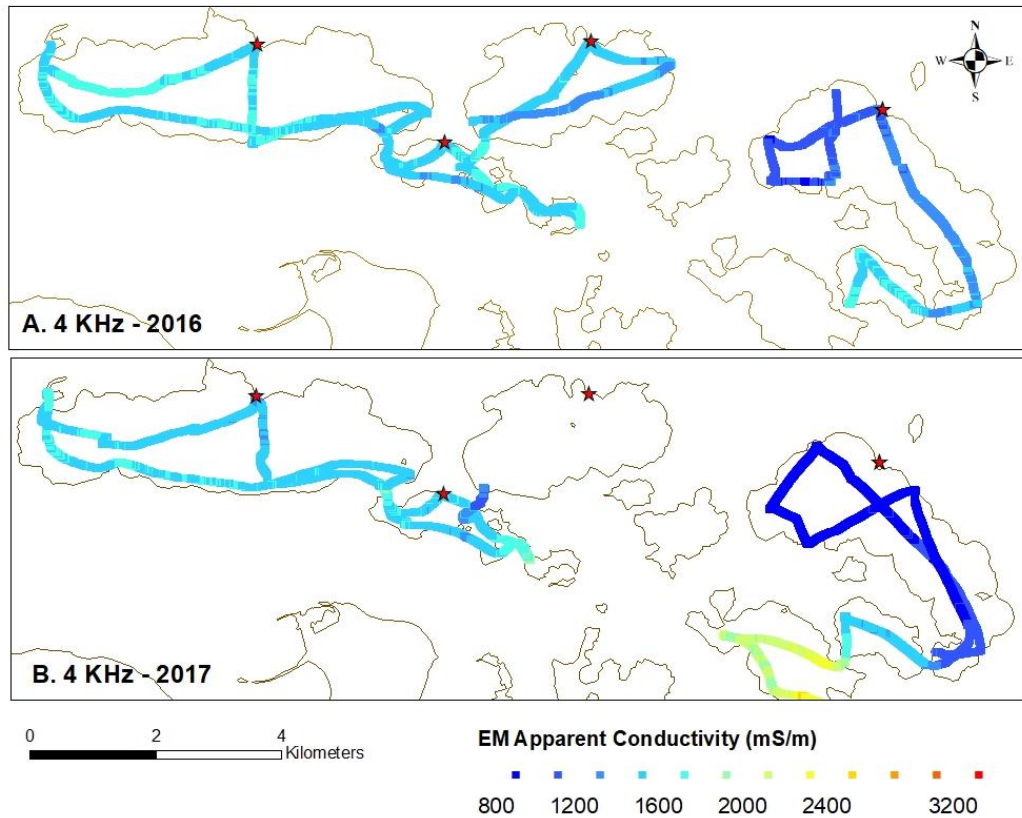 N
W E
S
A. 4 KHz - 2016
B. 4 KHz - 2017
0 2 4
Kilometers
EM Apparent Conductivity (mS/m)
800 1200 1600 2000 2400 3200